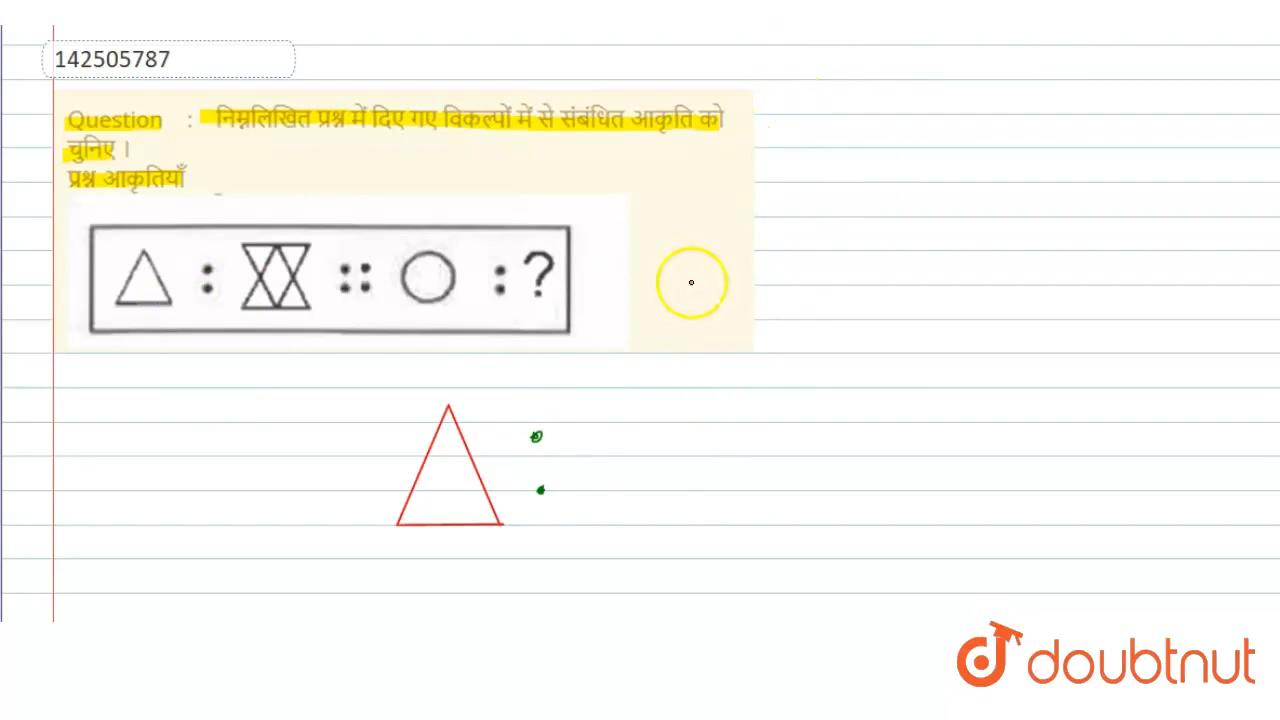 142505787
Question : निम्नलिखित प्रश्न में दिए गए विकल्पों में से संबंधित आकृति को
चुनिए ।
प्रश्न आकृतियाँ
: :: : ?
doubtnut